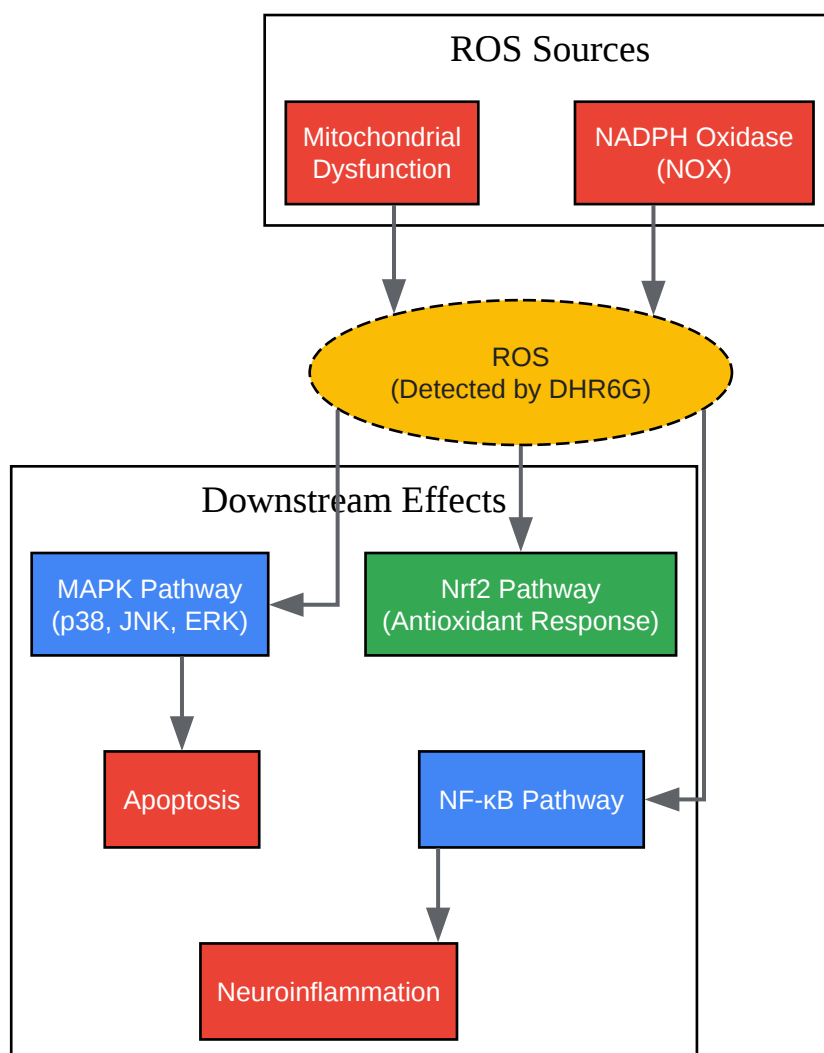 ROS Sources
Mitochondrial
Dysfunction
NADPH Oxidase
(NOX)
ROS
(Detected by DHR6G)
Downstream Effects
MAPK Pathway
(p38, JNK, ERK)
Nrf2 Pathway
(Antioxidant Response)
Apoptosis
NF-κB Pathway
Neuroinflammation